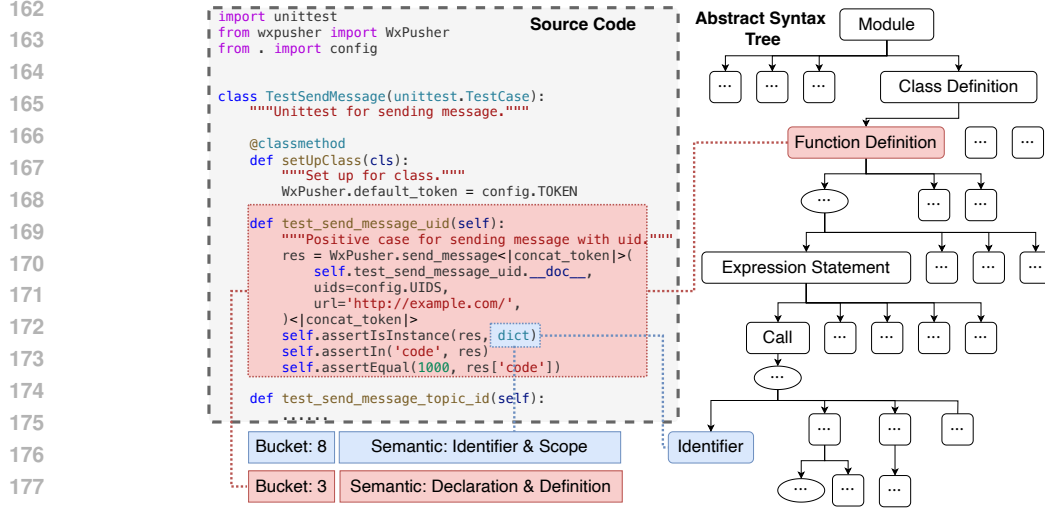 162
163
164
165
166
167
168
169
170
171
172
173
174
175
176
177
Source Code
import unittest
from wxpusher import WxPusher
from . import config
class TestSendMessage(unittest.TestCase):
"""Unittest for sending message."""
@classmethod
def setUpClass(cls):
"""Set up for class."""
WxPusher.default_token = config.TOKEN
def test_send_message_uid(self):
"""Positive case for sending message with uid."""
res = WxPusher.send_message<|concat_token|>(
self.test_send_message_uid.__doc__,
uids=config.UIDS,
url='http://example.com/',
)<|concat_token|>
self.assertIsInstance(res, dict)
self.assertIn('code', res)
self.assertEqual(1000, res['code'])
def test_send_message_topic_id(self):
......
Bucket: 8
Semantic: Identifier & Scope
Bucket: 3
Semantic: Declaration & Definition
Abstract Syntax
Tree
Module
... ... ...
Class Definition
Function Definition
... ...
... ... ...
Expression Statement
... ... ...
Call
... ... ... ...
...
Identifier
... ... ...
... ... ...